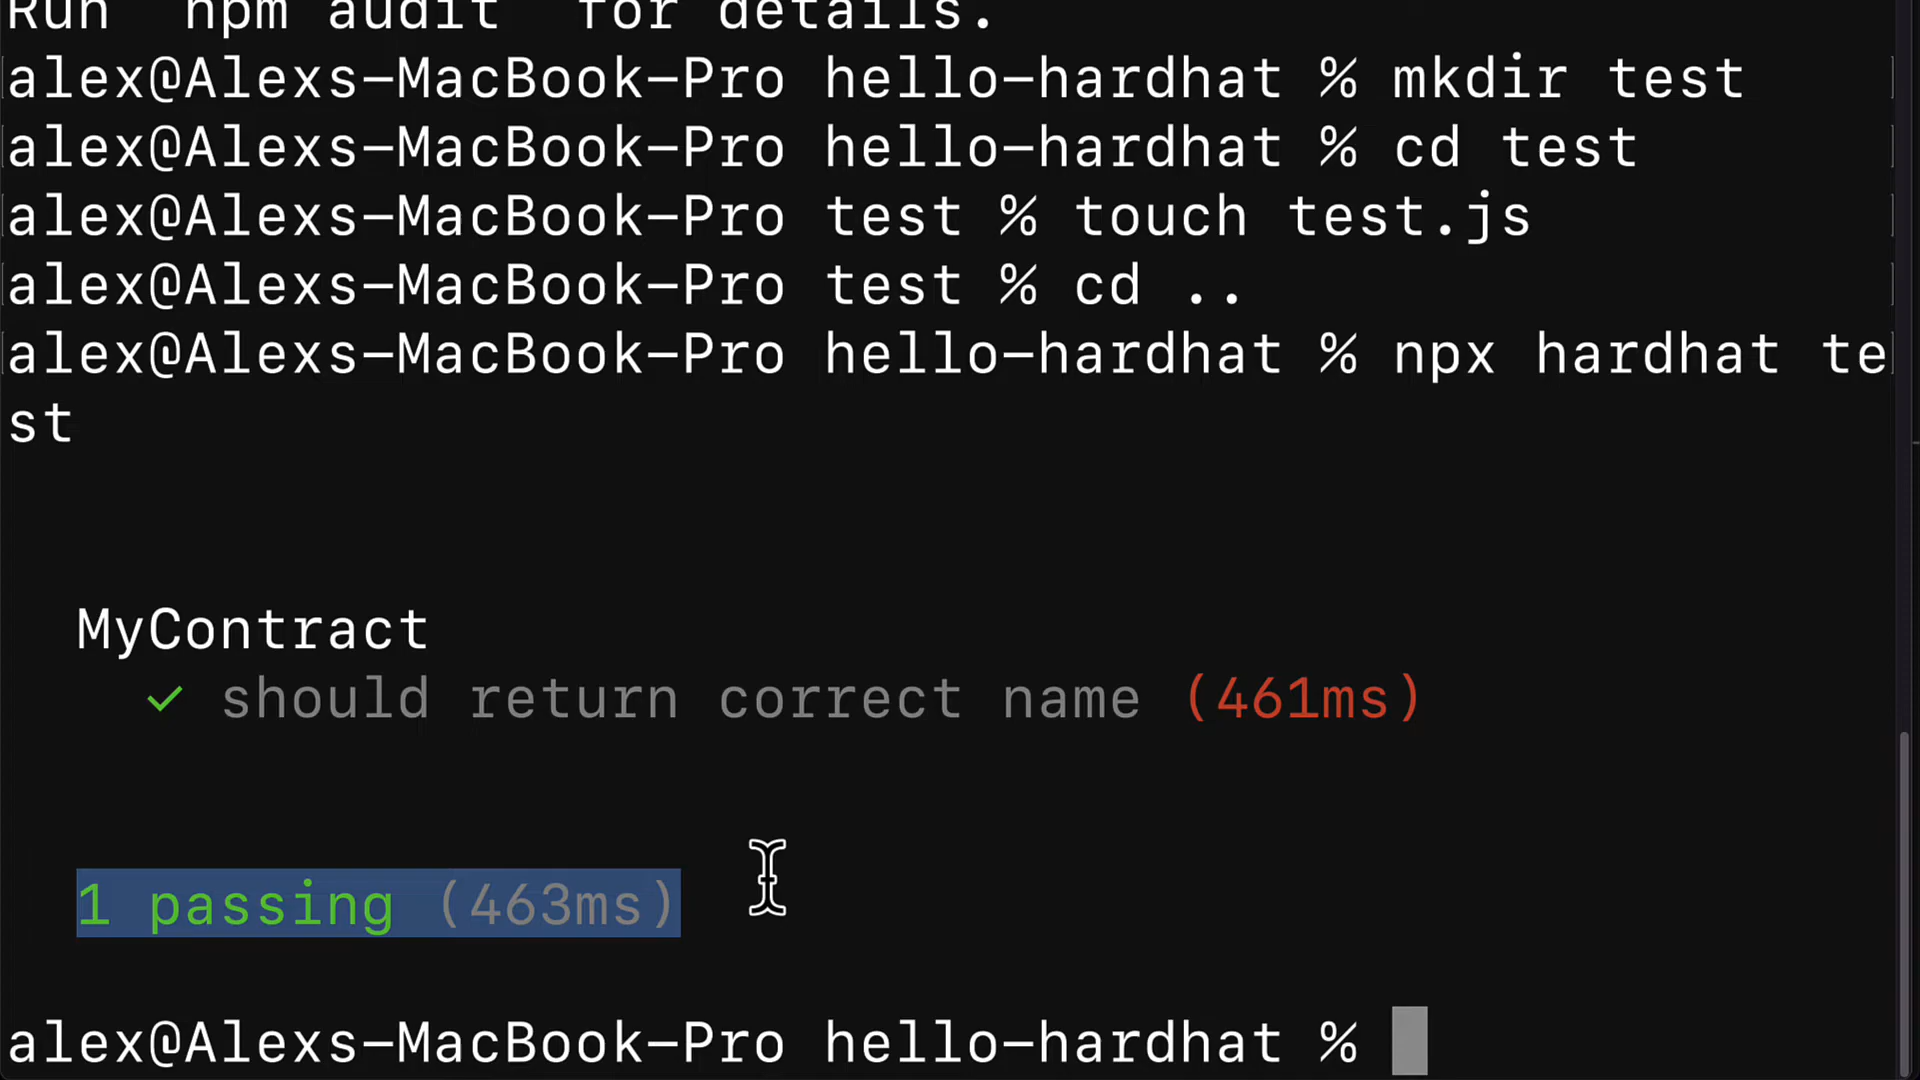 Run npm audit for details.
alex@Alexs-MacBook-Pro hello-hardhat % mkdir test
alex@Alexs-MacBook-Pro hello-hardhat % cd test
alex@Alexs-MacBook-Pro test % touch test.js
alex@Alexs-MacBook-Pro test % cd ..
alex@Alexs-MacBook-Pro hello-hardhat % npx hardhat te
st
MyContract
✓ should return correct name (461ms)
1 passing (463ms)
alex@Alexs-MacBook-Pro hello-hardhat %